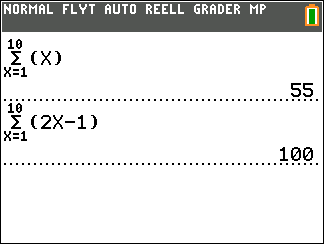 NORMAL FLYT AUTO REELL GRADER MP
10
Σ(X)
X=1
55
10
Σ(2X-1)
X=1
100